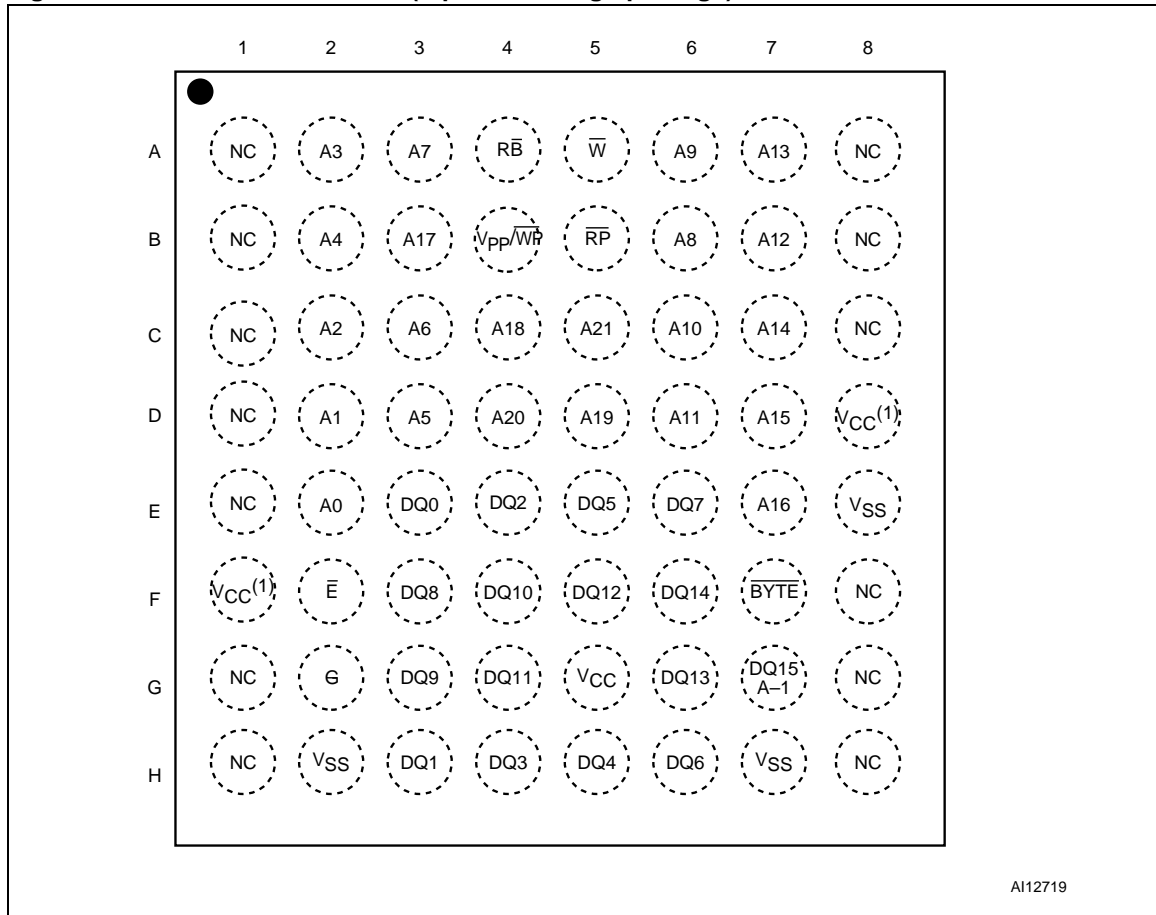 1 2 3 4 5 6 7 8
A NC A3 A7 RB̅ W̅ A9 A13 NC
B NC A4 A17 VPP/W̅P̅ R̅P̅ A8 A12 NC
C NC A2 A6 A18 A21 A10 A14 NC
D NC A1 A5 A20 A19 A11 A15 VCC(1)
E NC A0 DQ0 DQ2 DQ5 DQ7 A16 VSS
F VCC(1) E̅ DQ8 DQ10 DQ12 DQ14 B̅Y̅T̅E̅ NC
G NC G DQ9 DQ11 VCC DQ13 DQ15 A–1 NC
H NC VSS DQ1 DQ3 DQ4 DQ6 VSS NC
AI12719